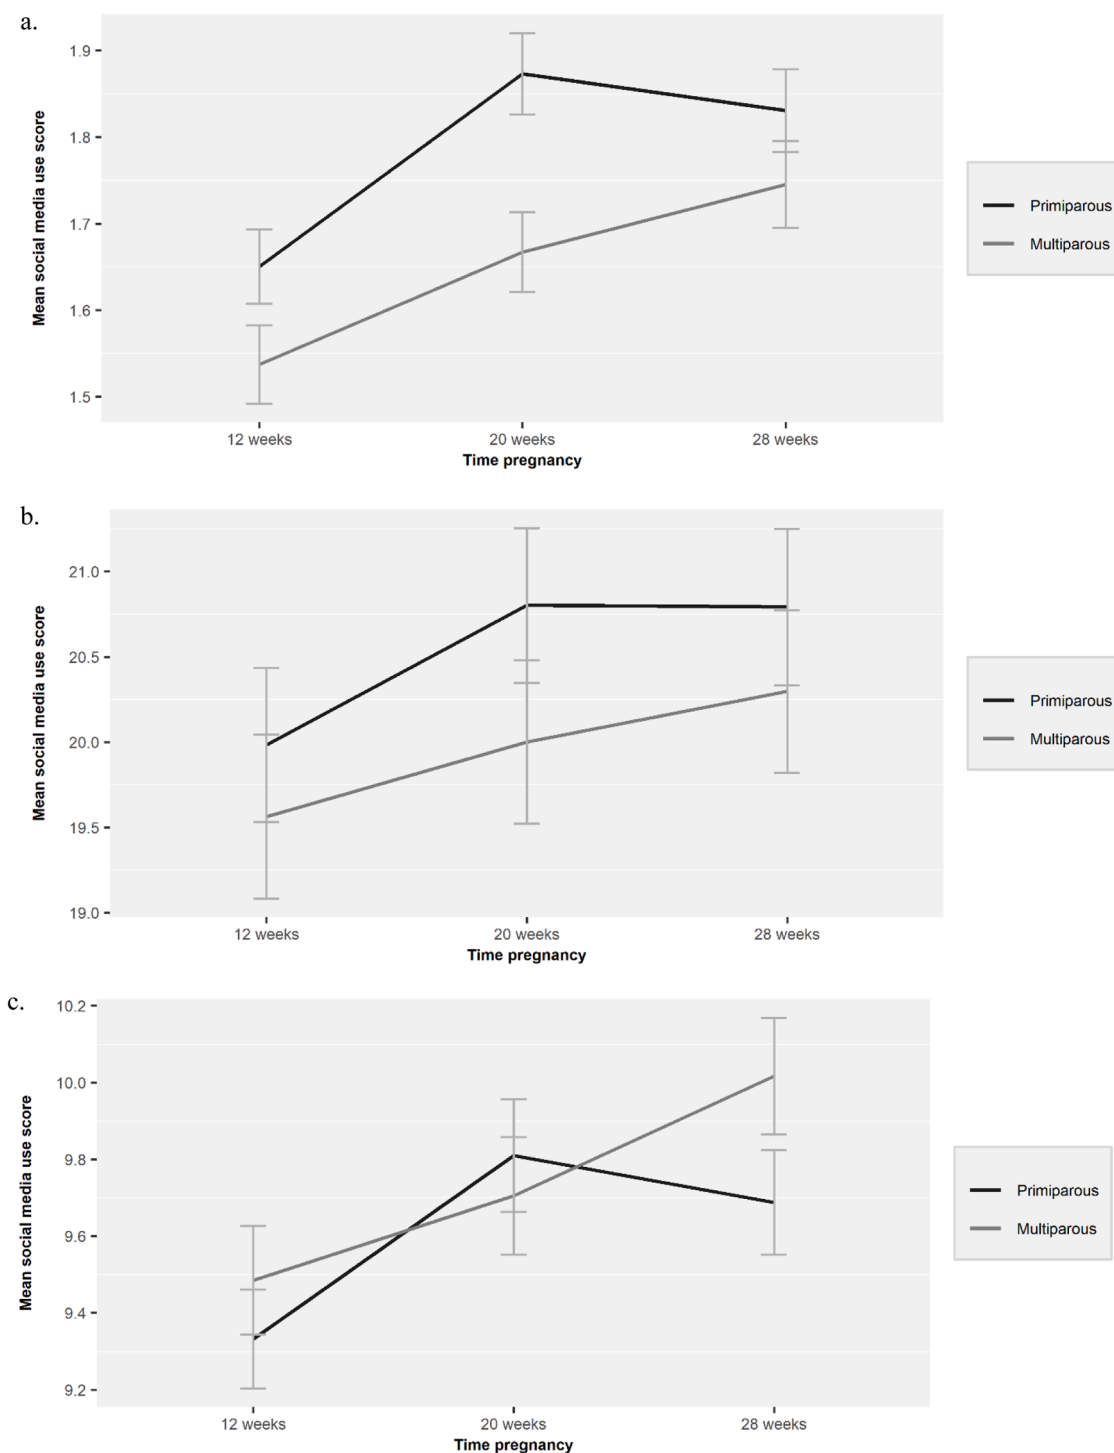 a.
Mean social media use score
1.9
1.8
1.7
1.6
1.5
12 weeks 20 weeks 28 weeks
Time pregnancy
Primiparous
Multiparous
b.
Mean social media use score
21.0
20.5
20.0
19.5
19.0
12 weeks 20 weeks 28 weeks
Time pregnancy
Primiparous
Multiparous
c.
Mean social media use score
10.2
10.0
9.8
9.6
9.4
9.2
12 weeks 20 weeks 28 weeks
Time pregnancy
Primiparous
Multiparous